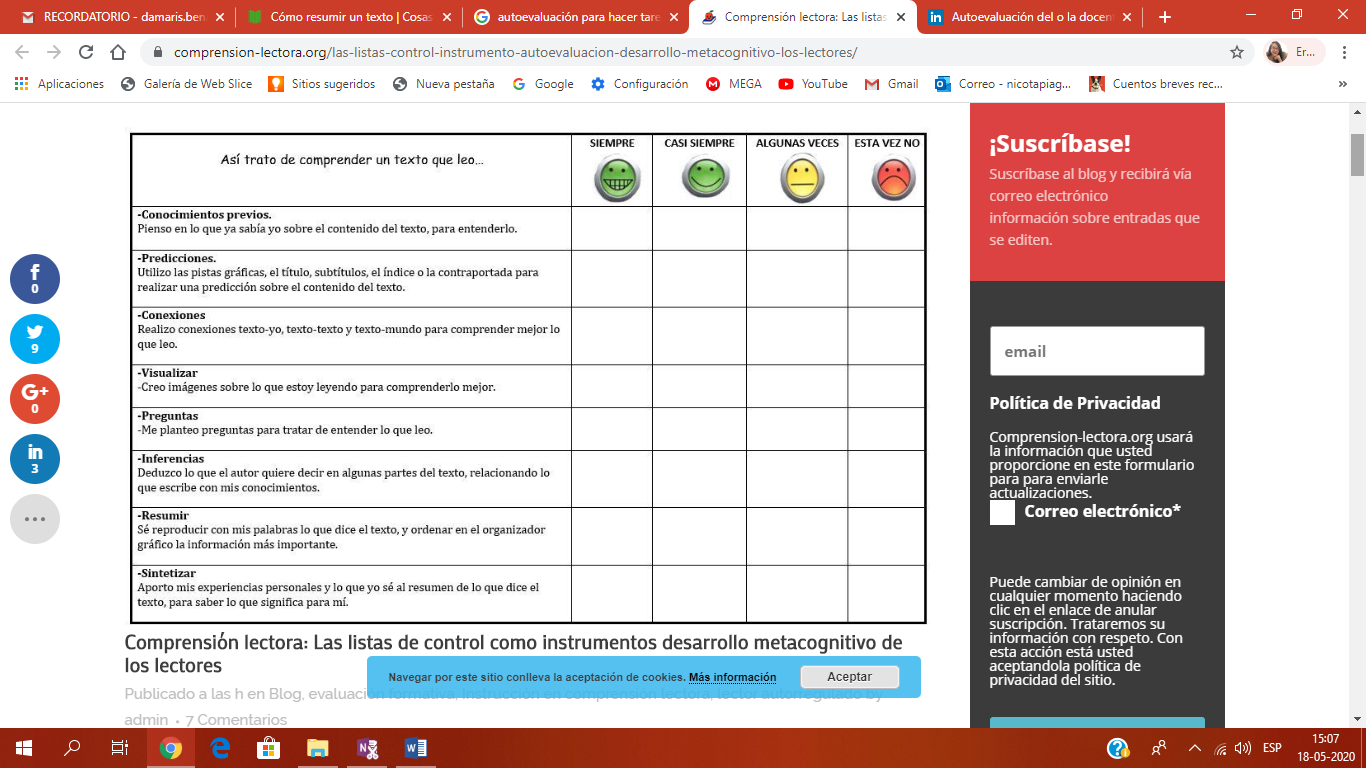 RECORDATORIO - damaris.ben
Cómo resumir un texto | Cosas
autoevaluación para hacer tare
Comprensión lectora: Las listas
Autoevaluación del o la docent
comprension-lectora.org/las-listas-control-instrumento-autoevaluacion-desarrollo-metacognitivo-los-lectores/
Er...
Aplicaciones
Galería de Web Slice
Sitios sugeridos
Nueva pestaña
Google
Configuración
MEGA
YouTube
Gmail
Correo - nicotapiag...
Cuentos breves rec...
»
Así trato de comprender un texto que leo...
SIEMPRE
CASI SIEMPRE
ALGUNAS VECES
ESTA VEZ NO
-Conocimientos previos.
Pienso en lo que ya sabía yo sobre el contenido del texto, para entenderlo.
-Predicciones.
Utilizo las pistas gráficas, el título, subtítulos, el índice o la contraportada para
realizar una predicción sobre el contenido del texto.
-Conexiones
Realizo conexiones texto-yo, texto-texto y texto-mundo para comprender mejor lo
que leo.
-Visualizar
-Creo imágenes sobre lo que estoy leyendo para comprenderlo mejor.
-Preguntas
-Me planteo preguntas para tratar de entender lo que leo.
-Inferencias
Deduzco lo que el autor quiere decir en algunas partes del texto, relacionando lo
que escribe con mis conocimientos.
-Resumir
Sé reproducir con mis palabras lo que dice el texto, y ordenar en el organizador
gráfico la información más importante.
-Sintetizar
Aporto mis experiencias personales y lo que yo sé al resumen de lo que dice el
texto, para saber lo que significa para mí.
f
0
9
G+
0
in
3
Comprensión lectora: Las listas de control como instrumentos desarrollo metacognitivo de
los lectores
Publicado a las h en Blog, evaluación formativa, instrucción en comprensión lectora, lector autorregulado by
admin • 7 Comentarios
Navegar por este sitio conlleva la aceptación de cookies. Más información
Aceptar
¡Suscríbase!
Suscríbase al blog y recibirá vía
correo electrónico
información sobre entradas que
se editen.
email
Política de Privacidad
Comprension-lectora.org usará
la información que usted
proporcione en este formulario
para para enviarle
actualizaciones.
Correo electrónico*
Puede cambiar de opinión en
cualquier momento haciendo
clic en el enlace de anular
suscripción. Trataremos su
información con respeto. Con
esta acción está usted
aceptandola política de
privacidad del sitio.
ESP
15:07
18-05-2020